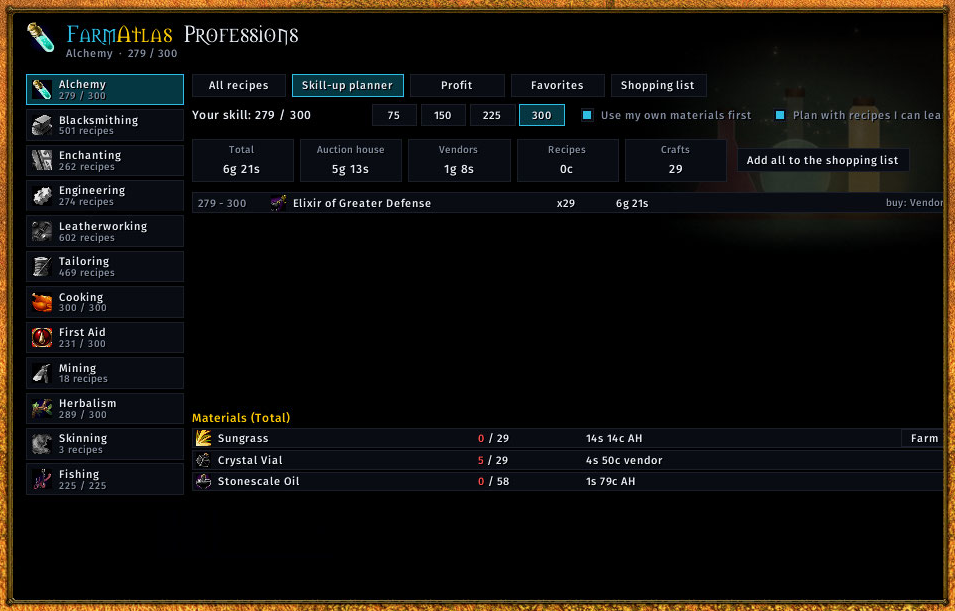 FarmAtlas Professions
Alchemy · 279 / 300
Alchemy
279 / 300
Blacksmithing
501 recipes
Enchanting
262 recipes
Engineering
274 recipes
Leatherworking
602 recipes
Tailoring
469 recipes
Cooking
300 / 300
First Aid
231 / 300
Mining
18 recipes
Herbalism
289 / 300
Skinning
3 recipes
Fishing
225 / 225
All recipes Skill-up planner Profit Favorites Shopping list
Your skill: 279 / 300 75 150 225 300 Use my own materials first Plan with recipes I can lea
Total Auction house Vendors Recipes Crafts
6g 21s 5g 13s 1g 8s 0c 29 Add all to the shopping list
279 - 300 Elixir of Greater Defense x29 6g 21s buy: Vendor
Materials (Total)
Sungrass 0 / 29 14s 14c AH Farm
Crystal Vial 5 / 29 4s 50c vendor
Stonescale Oil 0 / 58 1s 79c AH